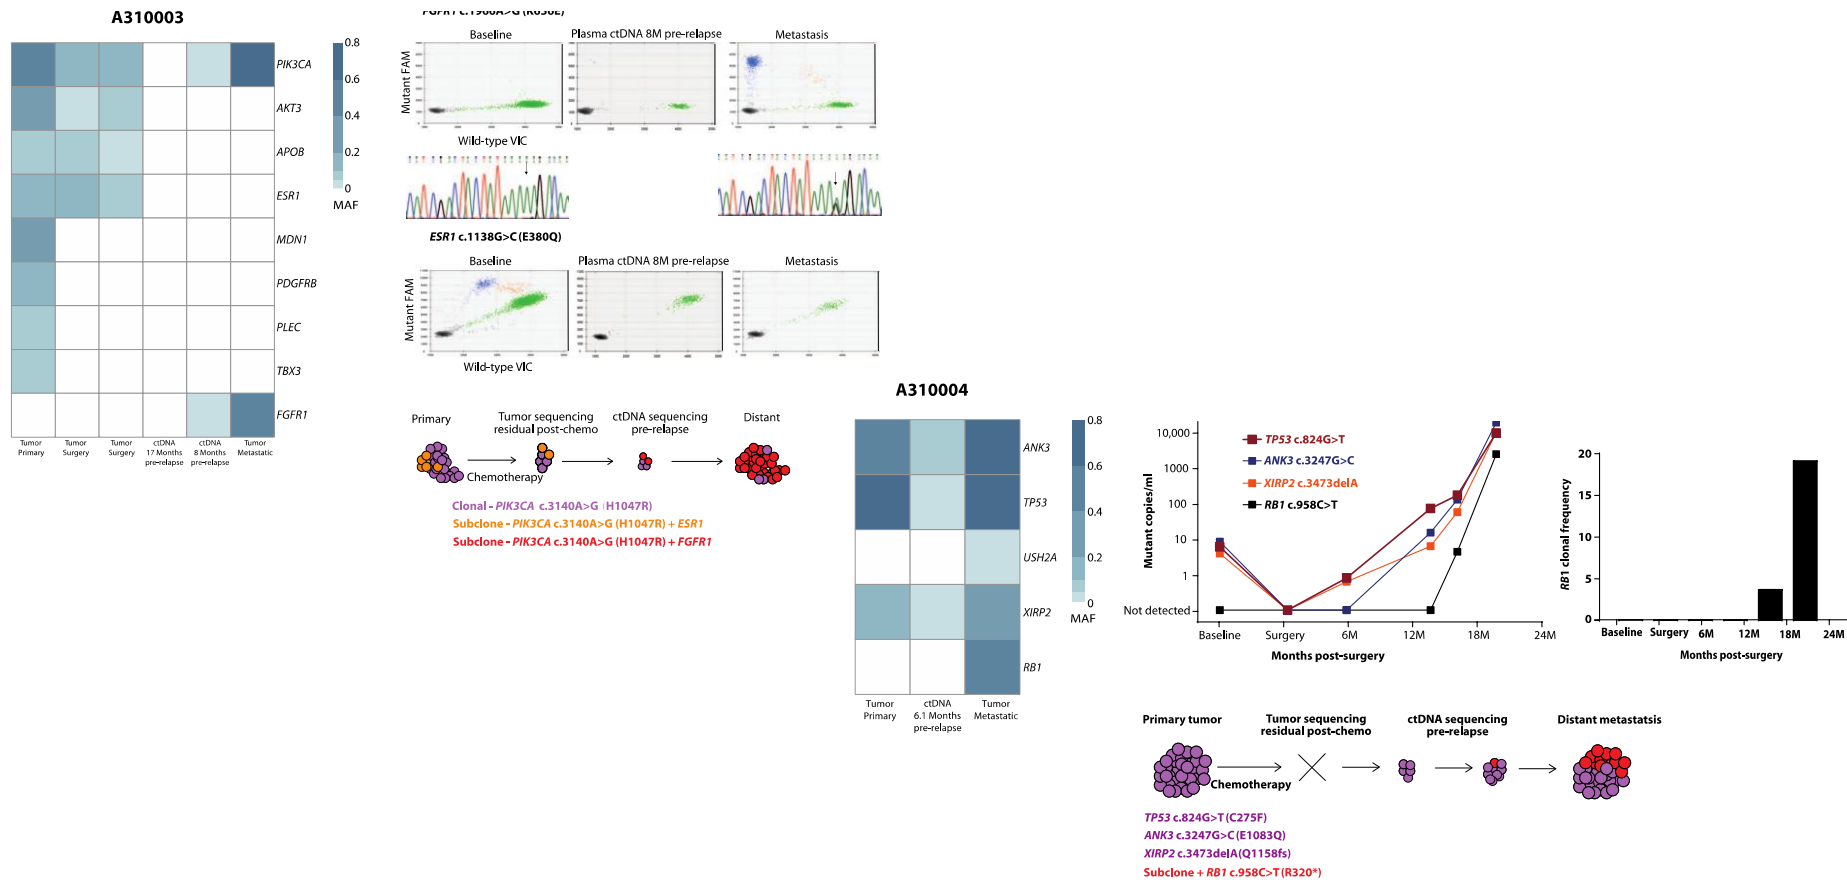 A310003
0.8
0.6
0.4
0.2
0
MAF
PIK3CA
AKT3
APOB
ESR1
MDN1
PDGFRB
PLEC
TBX3
FGFR1
Tumor Primary
Tumor Surgery
Tumor Surgery
ctDNA 17 Months pre-relapse
ctDNA 8 Months pre-relapse
Tumor Metastatic
FGFR1 c.1966A>G (K656E)
Baseline
Plasma ctDNA 8M pre-relapse
Metastasis
Mutant FAM
Wild-type VIC
ESR1 c.1138G>C (E380Q)
Baseline
Plasma ctDNA 8M pre-relapse
Metastasis
Mutant FAM
Wild-type VIC
Primary
Tumor sequencing
residual post-chemo
ctDNA sequencing
pre-relapse
Distant
Chemotherapy
Clonal - PIK3CA c.3140A>G (H1047R)
Subclone - PIK3CA c.3140A>G (H1047R) + ESR1
Subclone - PIK3CA c.3140A>G (H1047R) + FGFR1
A310004
ANK3
TP53
USH2A
XIRP2
RB1
0.8
0.6
0.4
0.2
0
MAF
Tumor Primary
ctDNA 6.1 Months pre-relapse
Tumor Metastatic
Mutant copies/ml
10,000
1000
100
10
1
Not detected
TP53 c.824G>T
ANK3 c.3247G>C
XIRP2 c.3473delA
RB1 c.958C>T
Baseline Surgery 6M 12M 18M 24M
Months post-surgery
RB1 clonal frequency
20
15
10
5
0
Baseline Surgery 6M 12M 18M 24M
Months post-surgery
Primary tumor
Tumor sequencing
residual post-chemo
ctDNA sequencing
pre-relapse
Distant metastatsis
Chemotherapy
TP53 c.824G>T (C275F)
ANK3 c.3247G>C (E1083Q)
XIRP2 c.3473delA(Q1158fs)
Subclone + RB1 c.958C>T (R320*)